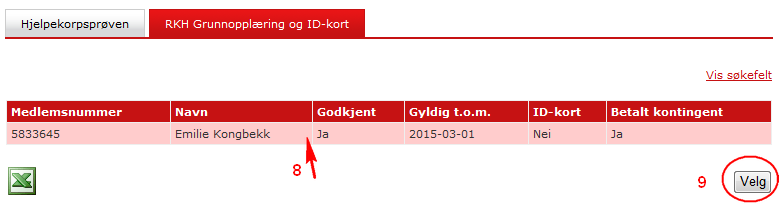 Hjelpekorpsprøven RKH Grunnopplæring og ID-kort
Vis søkefelt
Medlemsnummer Navn Godkjent Gyldig t.o.m. ID-kort Betalt kontingent
5833645 Emilie Kongbekk Ja 2015-03-01 Nei Ja
8
9 Velg